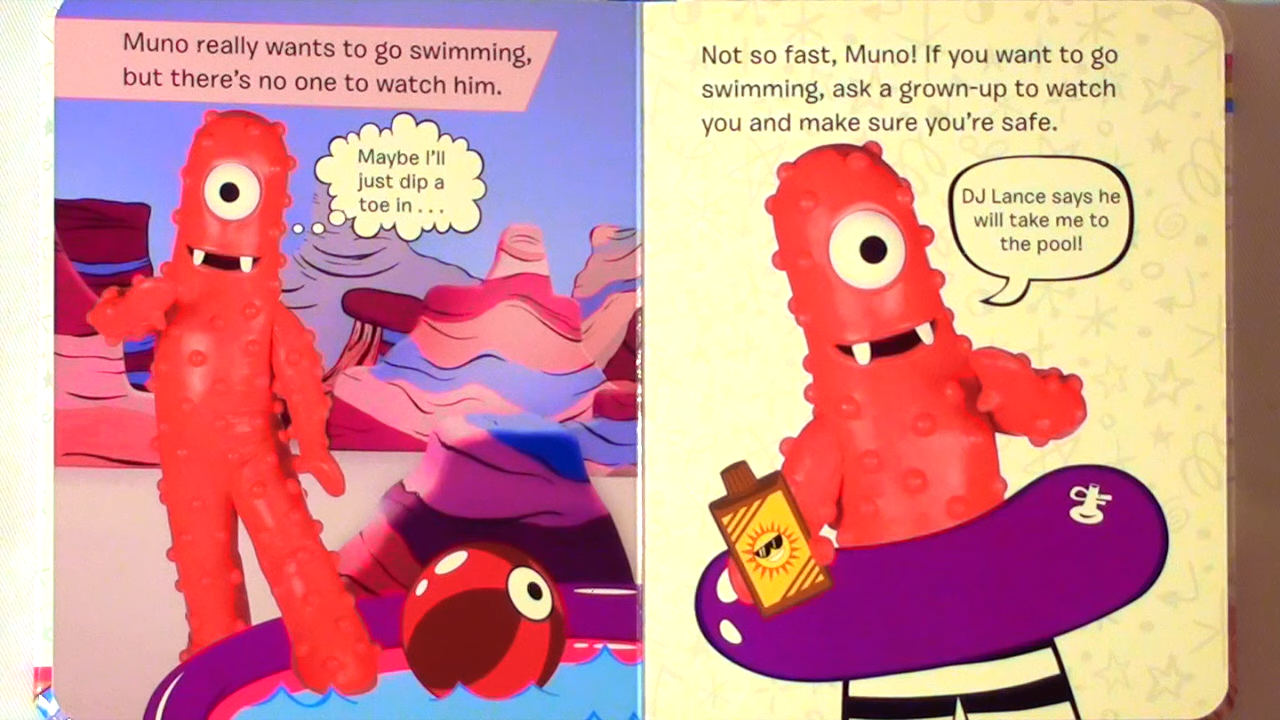 Muno really wants to go swimming,
but there's no one to watch him.
Maybe I'll
just dip a
toe in . . .
Not so fast, Muno! If you want to go
swimming, ask a grown-up to watch
you and make sure you're safe.
DJ Lance says he
will take me to
the pool!